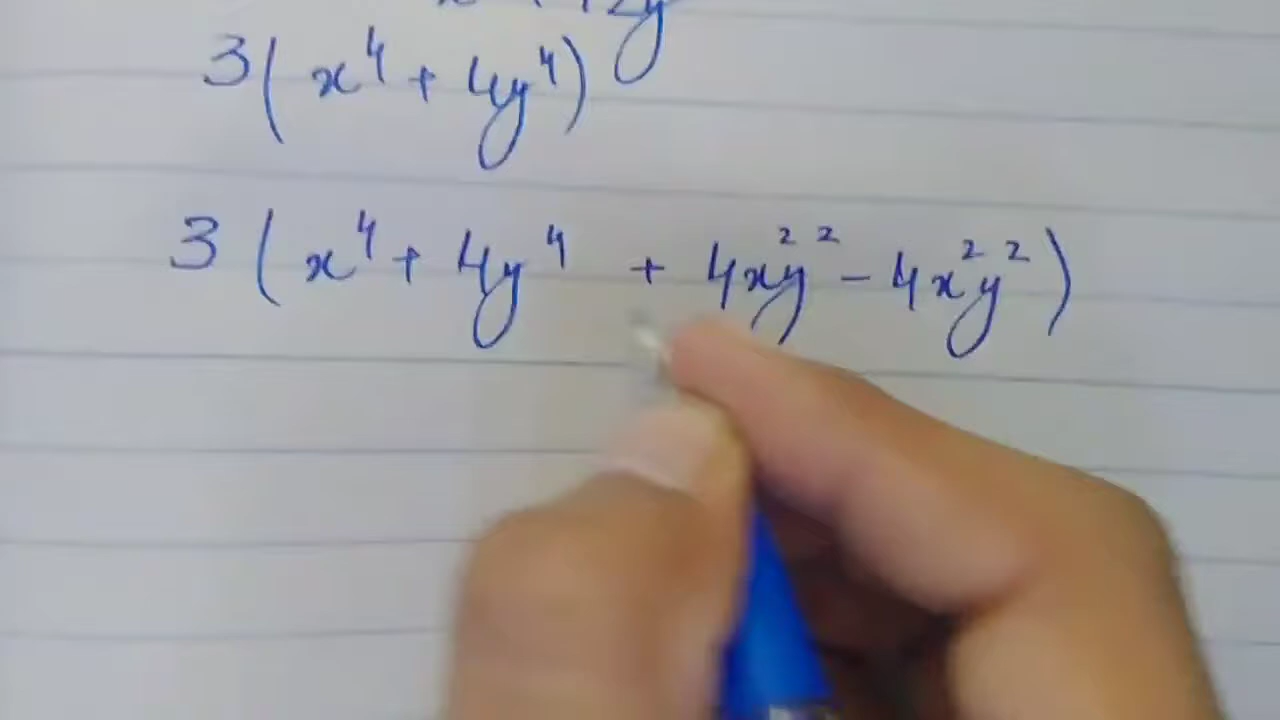 3(x⁴ + 4y⁴)
3(x⁴ + 4y⁴ + 4x²y² - 4x²y²)